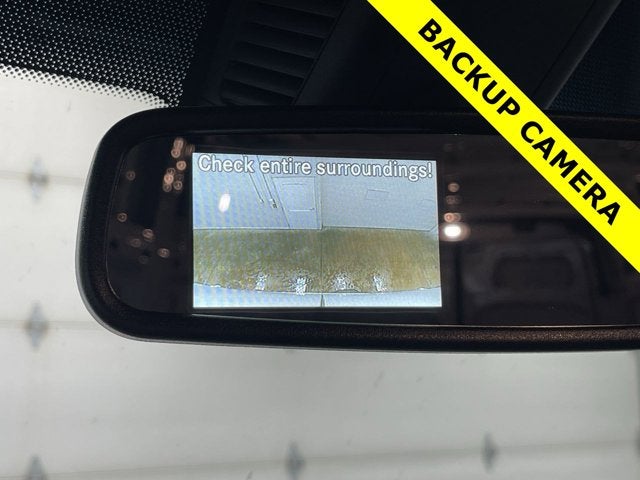 BACKUP CAMERA
Check entire surroundings!